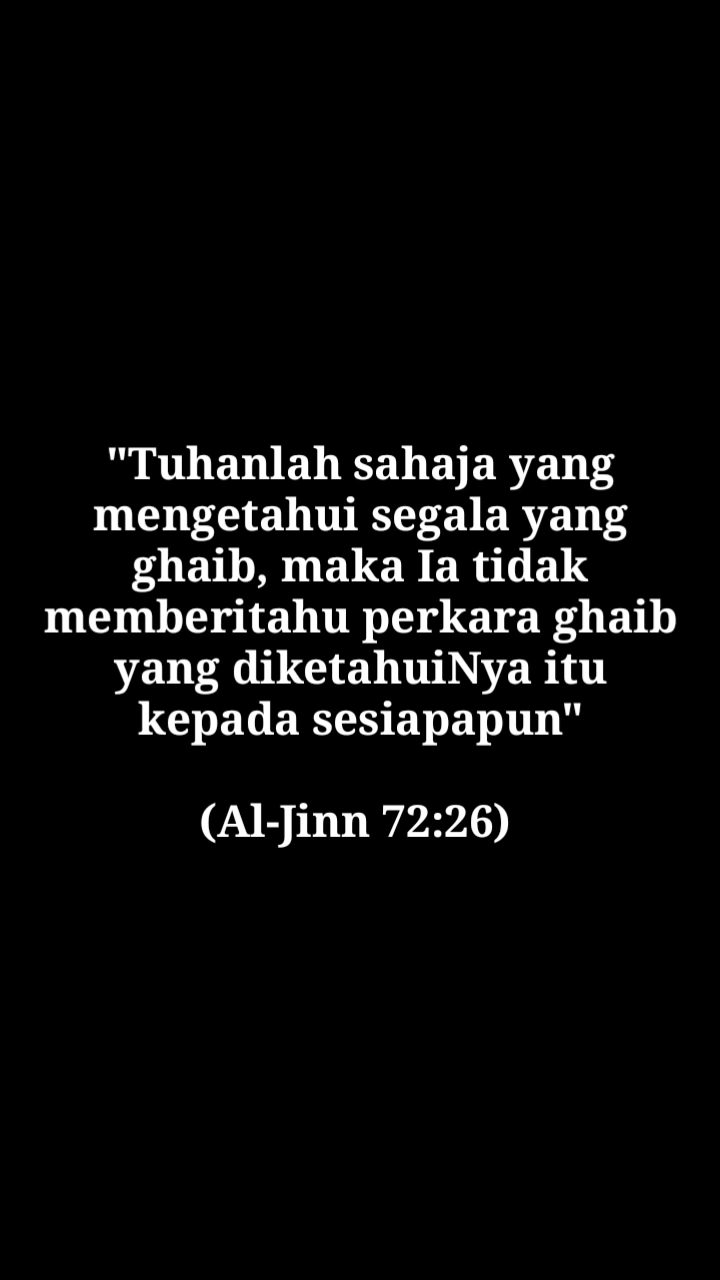 "Tuhanlah sahaja yang
mengetahui segala yang
ghaib, maka Ia tidak
memberitahu perkara ghaib
yang diketahuiNya itu
kepada sesiapapun"
(Al-Jinn 72:26)